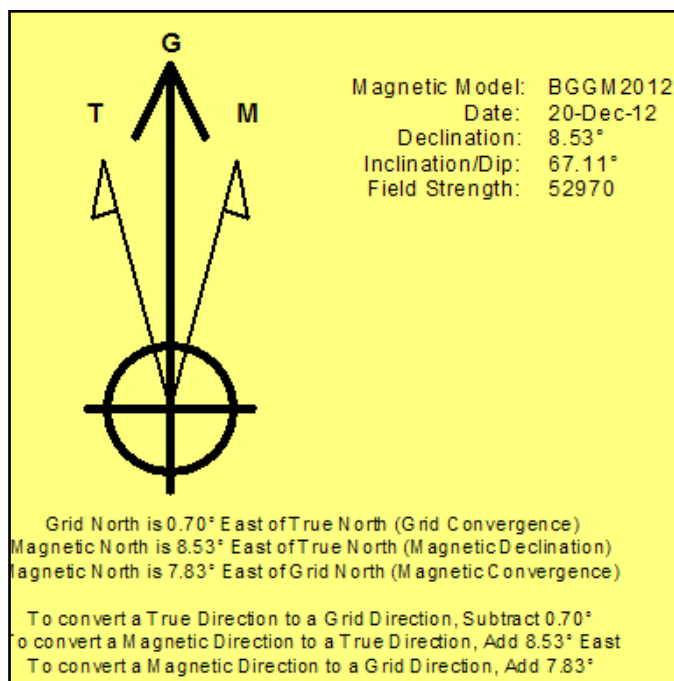 G
T
M
Magnetic Model: BGGM2012
Date: 20-Dec-12
Declination: 8.53°
Inclination/Dip: 67.11°
Field Strength: 52970
Grid North is 0.70° East of True North (Grid Convergence)
Magnetic North is 8.53° East of True North (Magnetic Declination)
Magnetic North is 7.83° East of Grid North (Magnetic Convergence)
To convert a True Direction to a Grid Direction, Subtract 0.70°
To convert a Magnetic Direction to a True Direction, Add 8.53° East
To convert a Magnetic Direction to a Grid Direction, Add 7.83°